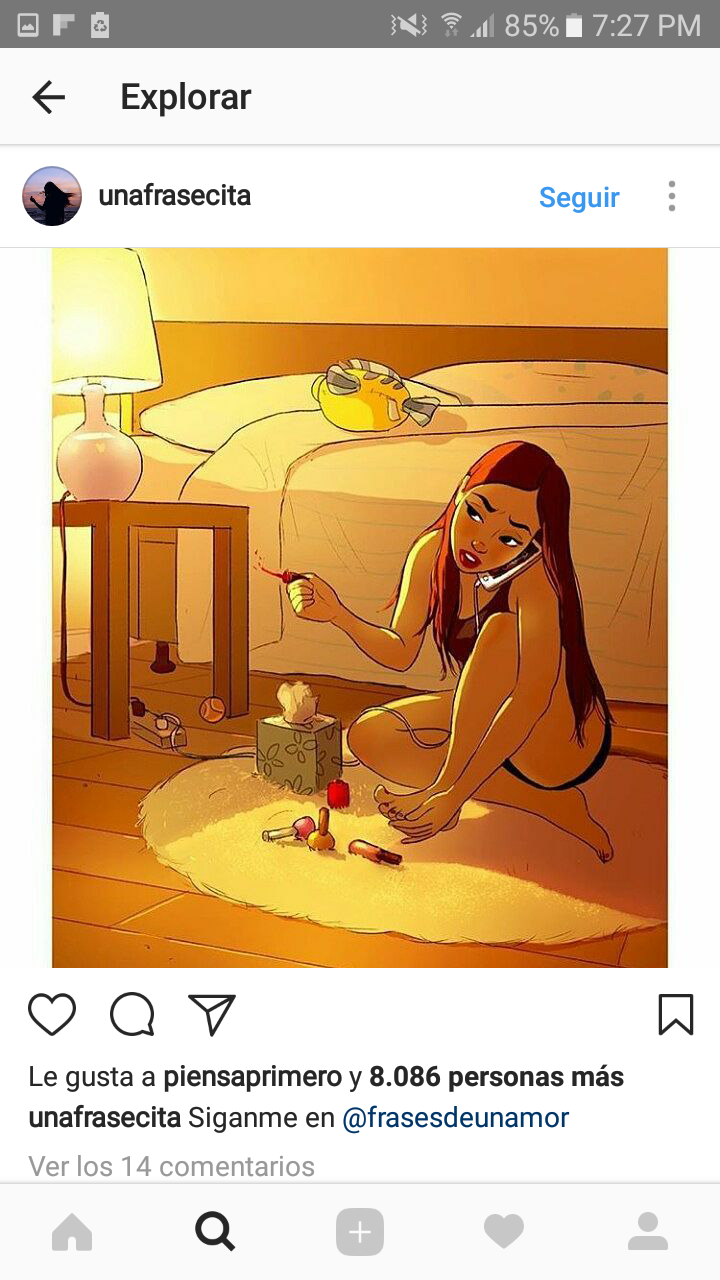 85% 7:27 PM
Explorar
unafrasecita Seguir
Le gusta a piensaprimero y 8.086 personas más
unafrasecita Siganme en @frasesdeunamor
Ver los 14 comentarios